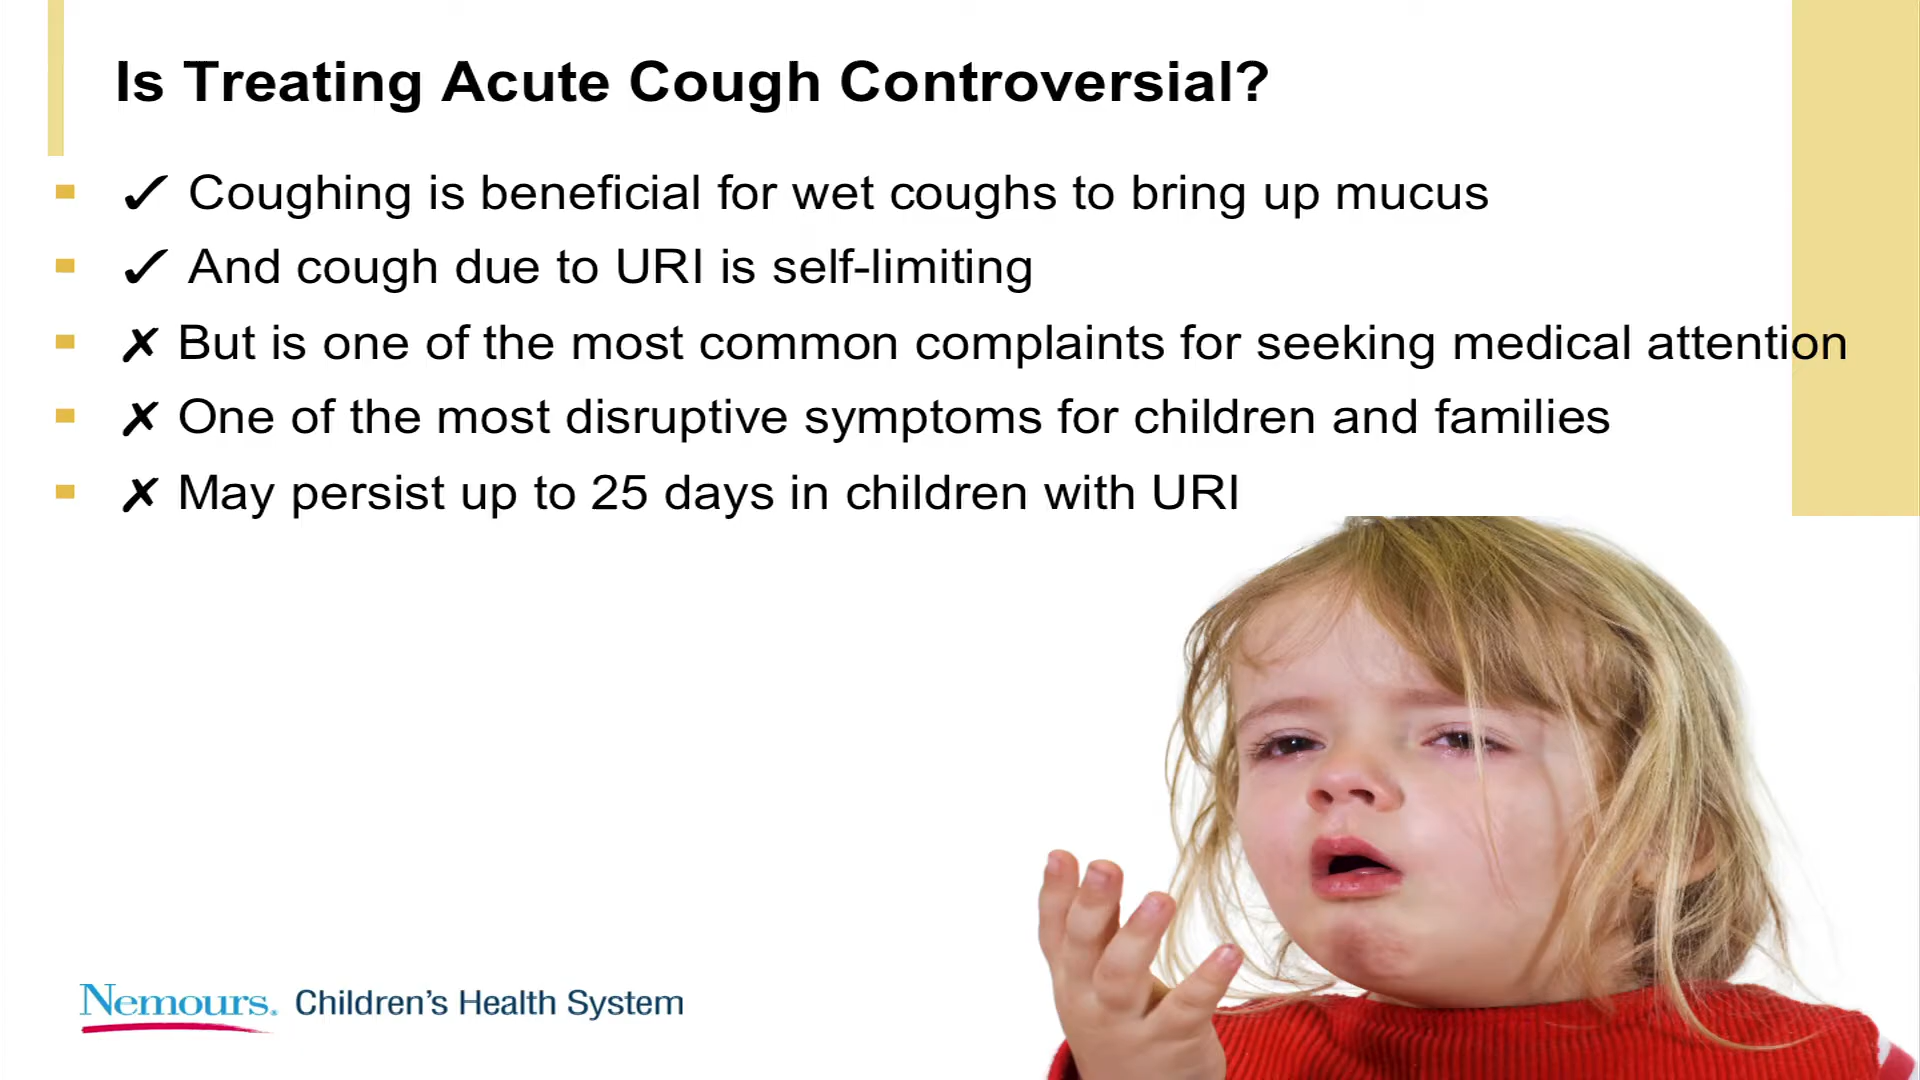 Is Treating Acute Cough Controversial?
✓ Coughing is beneficial for wet coughs to bring up mucus
✓ And cough due to URI is self-limiting
✗ But is one of the most common complaints for seeking medical attention
✗ One of the most disruptive symptoms for children and families
✗ May persist up to 25 days in children with URI
Nemours. Children's Health System